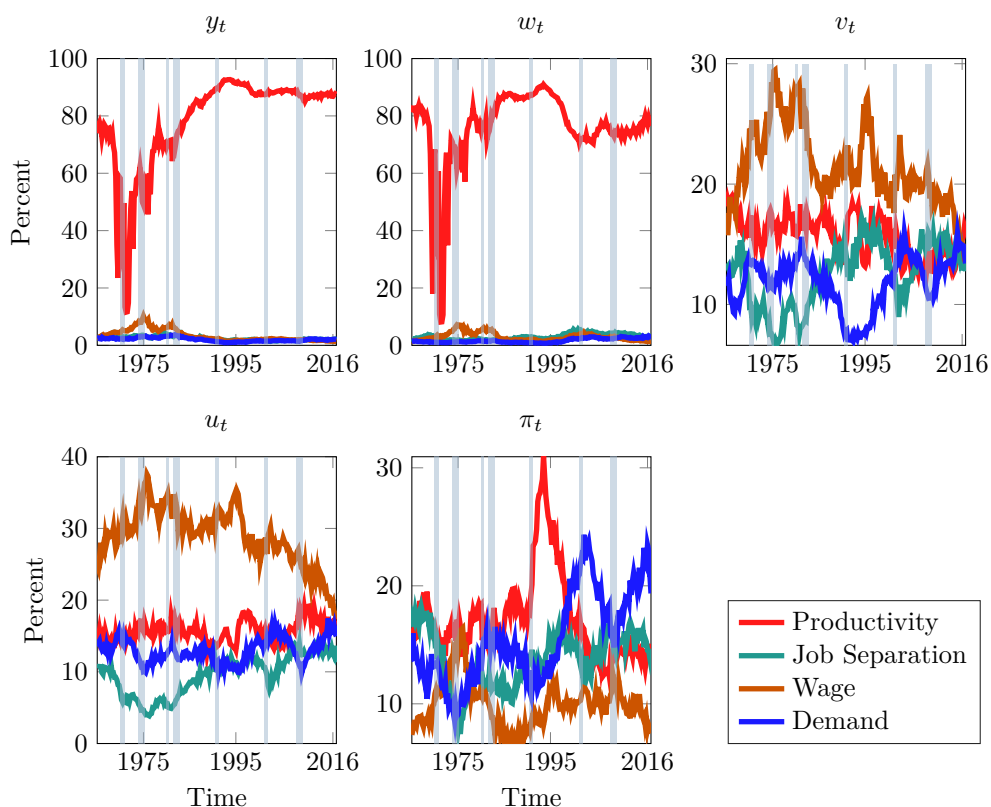 y_t
w_t
v_t
Percent
100
80
60
40
20
0
1975
1995
2016
100
80
60
40
20
0
1975
1995
2016
30
20
10
1975
1995
2016
u_t
π_t
Percent
40
30
20
10
0
1975
1995
2016
Time
30
20
10
1975
1995
2016
Time
Productivity
Job Separation
Wage
Demand